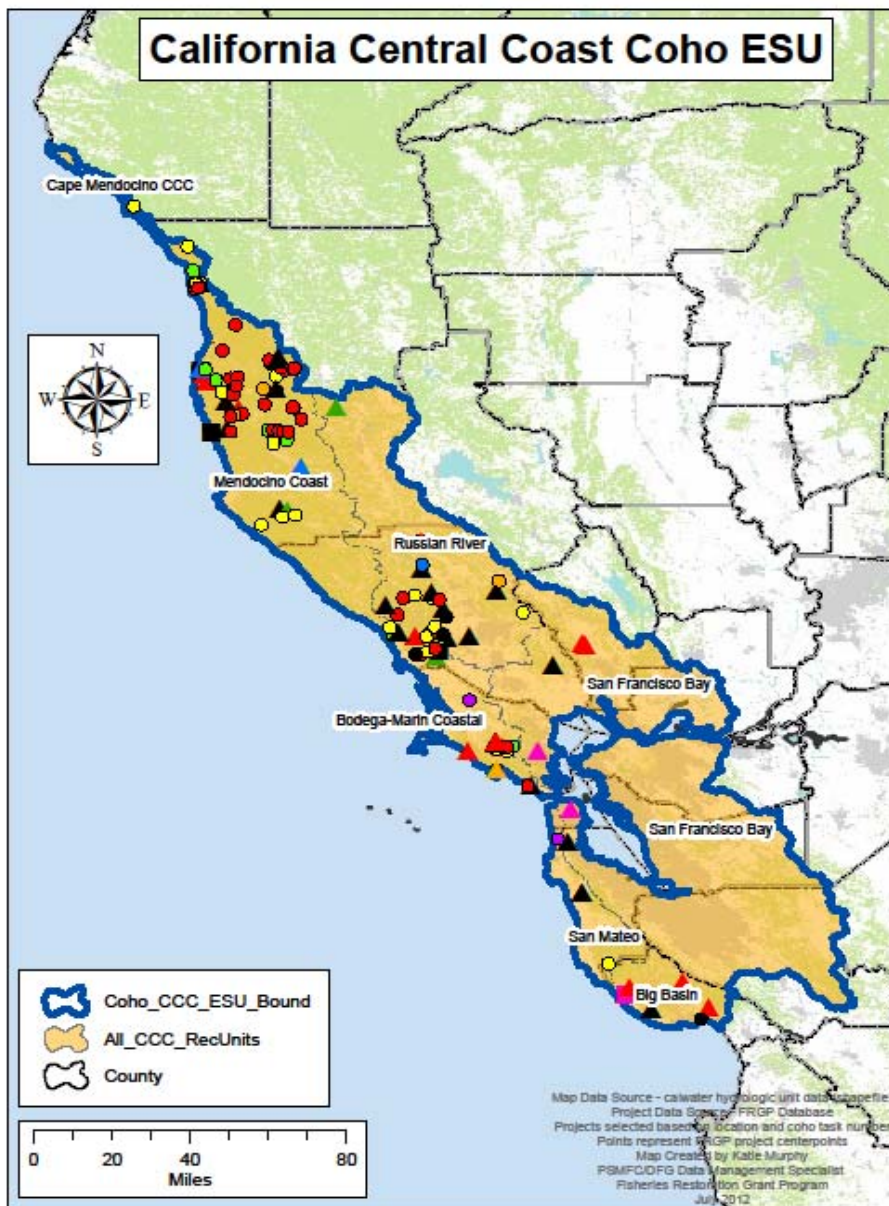 California Central Coast Coho ESU
Cape Mendocino CCC
N
W E
S
Mendocino Coast
Russian River
San Francisco Bay
Bodega-Marin Coastal
San Francisco Bay
San Mateo
Big Basin
Coho_CCC_ESU_Bound
All_CCC_RecUnits
County
0 20 40 80
Miles
Map Data Source - calwater hydrologic unit data (shapefile
Project Data Source - FRGP Database
Projects selected based on location and coho task number
Points represent FRGP project centerpoints
Map Created by Katie Murphy
PSMFC/DFG Data Management Specialist
Fisheries Restoration Grant Program
July 2012